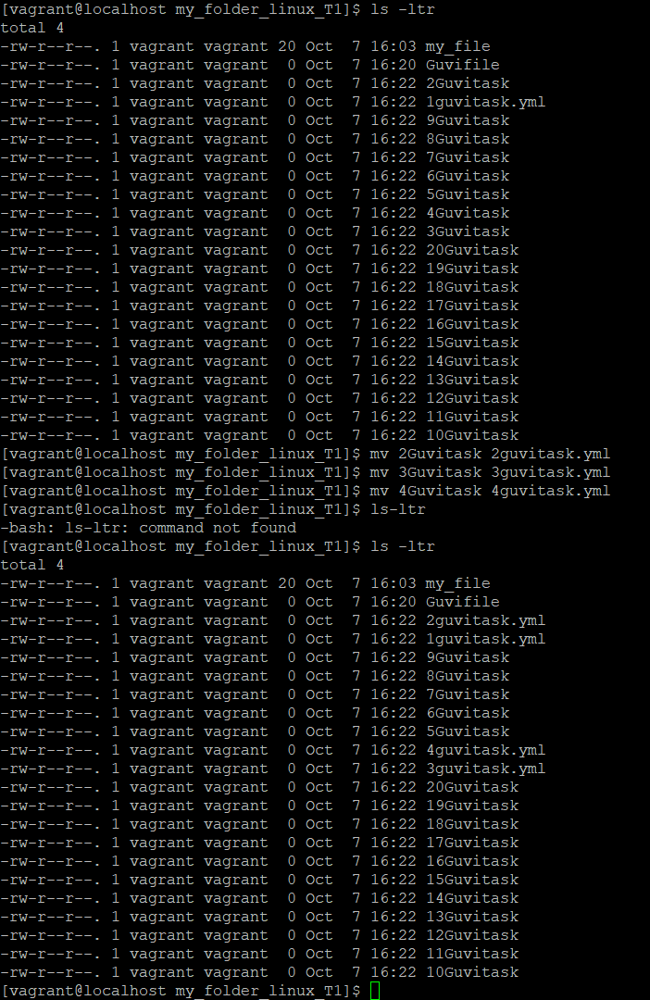 [vagrant@localhost my_folder_linux_T1]$ ls -ltr
total 4
-rw-r--r--. 1 vagrant vagrant 20 Oct  7 16:03 my_file
-rw-r--r--. 1 vagrant vagrant  0 Oct  7 16:20 Guvifile
-rw-r--r--. 1 vagrant vagrant  0 Oct  7 16:22 2Guvitask
-rw-r--r--. 1 vagrant vagrant  0 Oct  7 16:22 1guvitask.yml
-rw-r--r--. 1 vagrant vagrant  0 Oct  7 16:22 9Guvitask
-rw-r--r--. 1 vagrant vagrant  0 Oct  7 16:22 8Guvitask
-rw-r--r--. 1 vagrant vagrant  0 Oct  7 16:22 7Guvitask
-rw-r--r--. 1 vagrant vagrant  0 Oct  7 16:22 6Guvitask
-rw-r--r--. 1 vagrant vagrant  0 Oct  7 16:22 5Guvitask
-rw-r--r--. 1 vagrant vagrant  0 Oct  7 16:22 4Guvitask
-rw-r--r--. 1 vagrant vagrant  0 Oct  7 16:22 3Guvitask
-rw-r--r--. 1 vagrant vagrant  0 Oct  7 16:22 20Guvitask
-rw-r--r--. 1 vagrant vagrant  0 Oct  7 16:22 19Guvitask
-rw-r--r--. 1 vagrant vagrant  0 Oct  7 16:22 18Guvitask
-rw-r--r--. 1 vagrant vagrant  0 Oct  7 16:22 17Guvitask
-rw-r--r--. 1 vagrant vagrant  0 Oct  7 16:22 16Guvitask
-rw-r--r--. 1 vagrant vagrant  0 Oct  7 16:22 15Guvitask
-rw-r--r--. 1 vagrant vagrant  0 Oct  7 16:22 14Guvitask
-rw-r--r--. 1 vagrant vagrant  0 Oct  7 16:22 13Guvitask
-rw-r--r--. 1 vagrant vagrant  0 Oct  7 16:22 12Guvitask
-rw-r--r--. 1 vagrant vagrant  0 Oct  7 16:22 11Guvitask
-rw-r--r--. 1 vagrant vagrant  0 Oct  7 16:22 10Guvitask
[vagrant@localhost my_folder_linux_T1]$ mv 2Guvitask 2guvitask.yml
[vagrant@localhost my_folder_linux_T1]$ mv 3Guvitask 3guvitask.yml
[vagrant@localhost my_folder_linux_T1]$ mv 4Guvitask 4guvitask.yml
[vagrant@localhost my_folder_linux_T1]$ ls-ltr
-bash: ls-ltr: command not found
[vagrant@localhost my_folder_linux_T1]$ ls -ltr
total 4
-rw-r--r--. 1 vagrant vagrant 20 Oct  7 16:03 my_file
-rw-r--r--. 1 vagrant vagrant  0 Oct  7 16:20 Guvifile
-rw-r--r--. 1 vagrant vagrant  0 Oct  7 16:22 2guvitask.yml
-rw-r--r--. 1 vagrant vagrant  0 Oct  7 16:22 1guvitask.yml
-rw-r--r--. 1 vagrant vagrant  0 Oct  7 16:22 9Guvitask
-rw-r--r--. 1 vagrant vagrant  0 Oct  7 16:22 8Guvitask
-rw-r--r--. 1 vagrant vagrant  0 Oct  7 16:22 7Guvitask
-rw-r--r--. 1 vagrant vagrant  0 Oct  7 16:22 6Guvitask
-rw-r--r--. 1 vagrant vagrant  0 Oct  7 16:22 5Guvitask
-rw-r--r--. 1 vagrant vagrant  0 Oct  7 16:22 4guvitask.yml
-rw-r--r--. 1 vagrant vagrant  0 Oct  7 16:22 3guvitask.yml
-rw-r--r--. 1 vagrant vagrant  0 Oct  7 16:22 20Guvitask
-rw-r--r--. 1 vagrant vagrant  0 Oct  7 16:22 19Guvitask
-rw-r--r--. 1 vagrant vagrant  0 Oct  7 16:22 18Guvitask
-rw-r--r--. 1 vagrant vagrant  0 Oct  7 16:22 17Guvitask
-rw-r--r--. 1 vagrant vagrant  0 Oct  7 16:22 16Guvitask
-rw-r--r--. 1 vagrant vagrant  0 Oct  7 16:22 15Guvitask
-rw-r--r--. 1 vagrant vagrant  0 Oct  7 16:22 14Guvitask
-rw-r--r--. 1 vagrant vagrant  0 Oct  7 16:22 13Guvitask
-rw-r--r--. 1 vagrant vagrant  0 Oct  7 16:22 12Guvitask
-rw-r--r--. 1 vagrant vagrant  0 Oct  7 16:22 11Guvitask
-rw-r--r--. 1 vagrant vagrant  0 Oct  7 16:22 10Guvitask
[vagrant@localhost my_folder_linux_T1]$